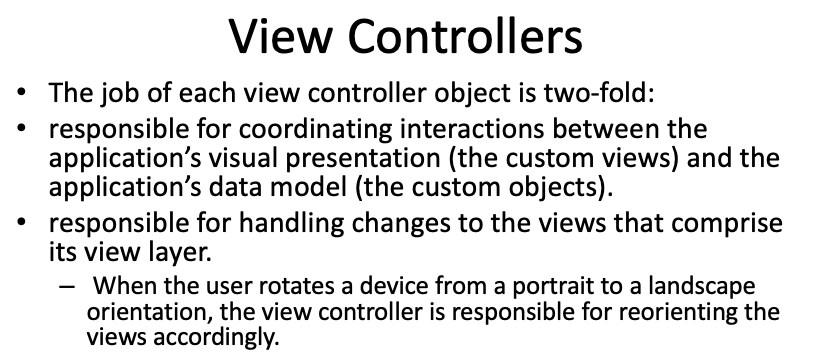 View Controllers
• The job of each view controller object is two-fold:
• responsible for coordinating interactions between the
application’s visual presentation (the custom views) and the
application’s data model (the custom objects).
• responsible for handling changes to the views that comprise
its view layer.
– When the user rotates a device from a portrait to a landscape
orientation, the view controller is responsible for reorienting the
views accordingly.